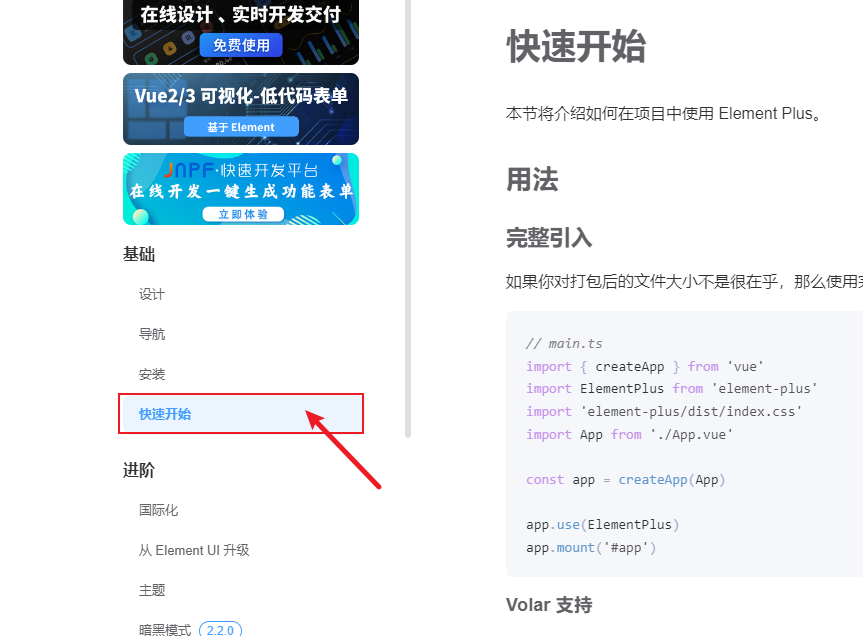 在线设计、实时开发交付
免费使用
Vue2/3 可视化-低代码表单
基于 Element
JNPF·快速开发平台
在线开发一键生成功能表单
立即体验
基础
设计
导航
安装
快速开始
进阶
国际化
从 Element UI 升级
主题
暗黑模式 2.2.0
快速开始
本节将介绍如何在项目中使用 Element Plus。
用法
完整引入
如果你对打包后的文件大小不是很在乎，那么使用完
// main.ts
import { createApp } from 'vue'
import ElementPlus from 'element-plus'
import 'element-plus/dist/index.css'
import App from './App.vue'
const app = createApp(App)
app.use(ElementPlus)
app.mount('#app')
Volar 支持